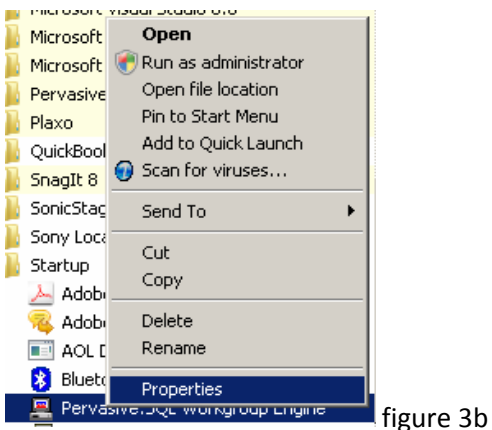 Microsoft Visual Studio 6.0
Microsoft
Microsoft
Pervasive
Plaxo
QuickBool
SnagIt 8
SonicStag
Sony Loca
Startup
Adob
Adob
AOL
Blueto
Pervasive.SQL Workgroup Engine
Open
Run as administrator
Open file location
Pin to Start Menu
Add to Quick Launch
Scan for viruses...
Send To
Cut
Copy
Delete
Rename
Properties
figure 3b